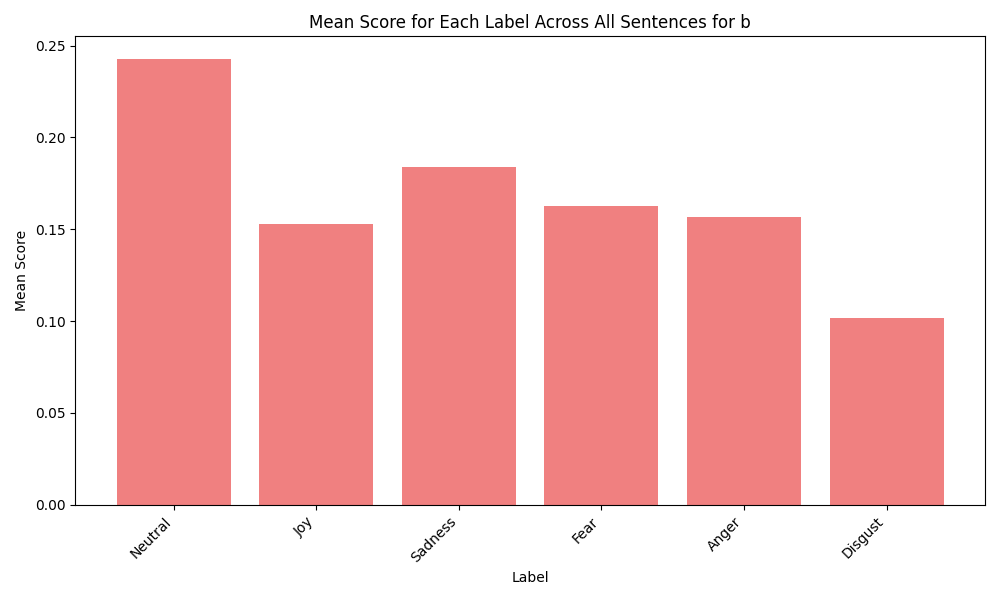 Mean Score for Each Label Across All Sentences for b
Mean Score
0.25
0.20
0.15
0.10
0.05
0.00
Neutral
Joy
Sadness
Fear
Anger
Disgust
Label